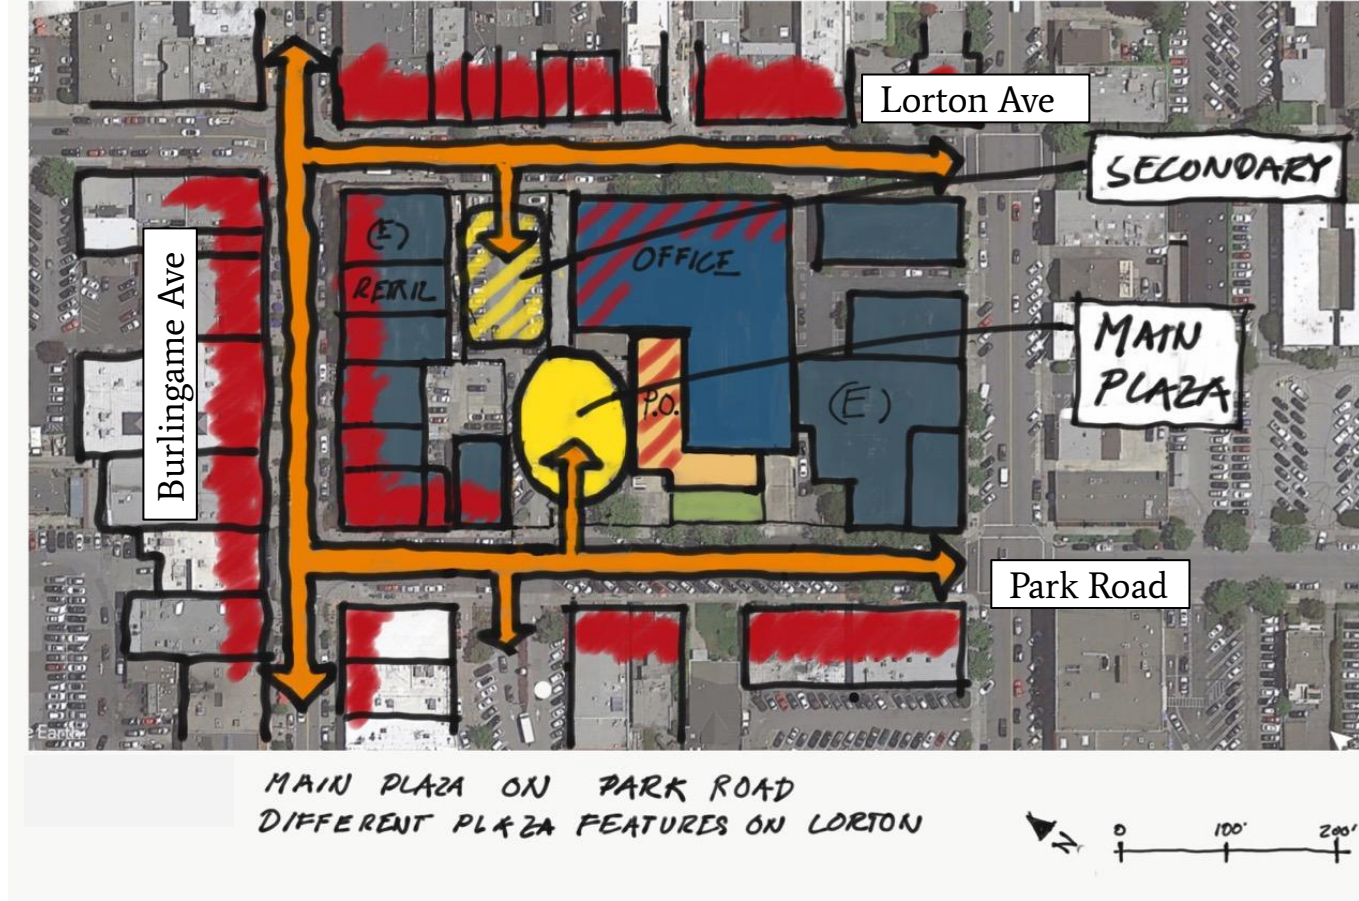 Lorton Ave
SECONDARY
(E)
RETAIL
OFFICE
Burlingame Ave
MAIN
PLAZA
P.O.
(E)
Park Road
e Earth
MAIN PLAZA ON PARK ROAD
DIFFERENT PLAZA FEATURES ON LORTON
N
0 100' 200'